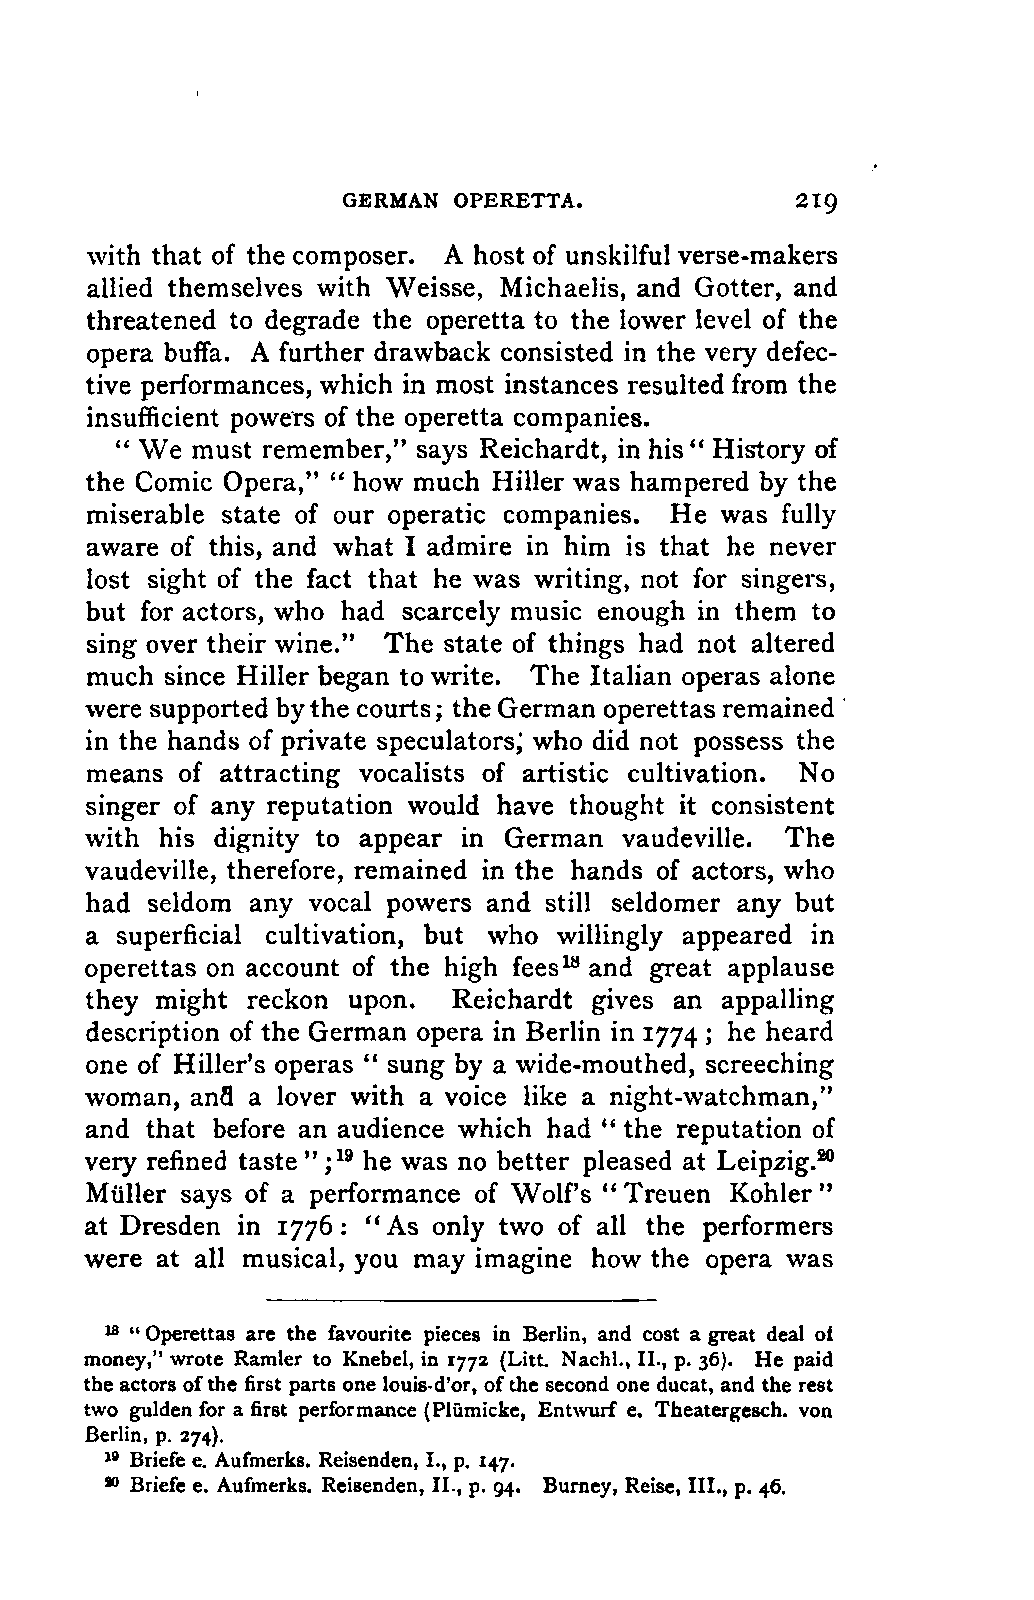 GERMAN OPERETTA. 219
with that of the composer. A host of unskilful verse-makers
allied themselves with Weisse, Michaelis, and Gotter, and
threatened to degrade the operetta to the lower level of the
opera buffa. A further drawback consisted in the very defec-
tive performances, which in most instances resulted from the
insufficient powers of the operetta companies.
“ We must remember,” says Reichardt, in his “ History of
the Comic Opera,” “ how much Hiller was hampered by the
miserable state of our operatic companies. He was fully
aware of this, and what I admire in him is that he never
lost sight of the fact that he was writing, not for singers,
but for actors, who had scarcely music enough in them to
sing over their wine.” The state of things had not altered
much since Hiller began to write. The Italian operas alone
were supported by the courts; the German operettas remained
in the hands of private speculators; who did not possess the
means of attracting vocalists of artistic cultivation. No
singer of any reputation would have thought it consistent
with his dignity to appear in German vaudeville. The
vaudeville, therefore, remained in the hands of actors, who
had seldom any vocal powers and still seldomer any but
a superficial cultivation, but who willingly appeared in
operettas on account of the high fees¹⁸ and great applause
they might reckon upon. Reichardt gives an appalling
description of the German opera in Berlin in 1774 ; he heard
one of Hiller’s operas “ sung by a wide-mouthed, screeching
woman, and a lover with a voice like a night-watchman,”
and that before an audience which had “ the reputation of
very refined taste ” ;¹⁹ he was no better pleased at Leipzig.²⁰
Müller says of a performance of Wolf’s “ Treuen Kohler ”
at Dresden in 1776 : “ As only two of all the performers
were at all musical, you may imagine how the opera was
¹⁸ “ Operettas are the favourite pieces in Berlin, and cost a great deal of
money,” wrote Ramler to Knebel, in 1772 (Litt. Nachl., II., p. 36). He paid
the actors of the first parts one louis-d’or, of the second one ducat, and the rest
two gulden for a first performance (Plümicke, Entwurf e. Theatergesch. von
Berlin, p. 274).
¹⁹ Briefe e. Aufmerks. Reisenden, I., p. 147.
²⁰ Briefe e. Aufmerks. Reisenden, II., p. 94. Burney, Reise, III., p. 46.